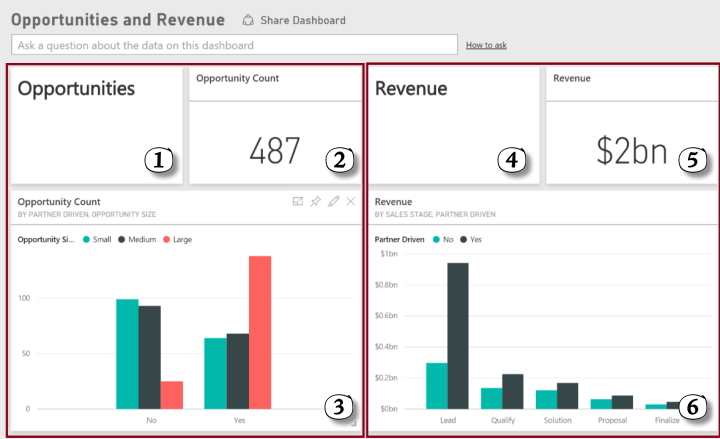 Opportunities and Revenue Share Dashboard
Ask a question about the data on this dashboard How to ask
Opportunities
1
Opportunity Count
487
2
Opportunity Count
BY PARTNER DRIVEN, OPPORTUNITY SIZE
Opportunity Si... Small Medium Large
100
50
0
No Yes
3
Revenue
4
Revenue
$2bn
5
Revenue
BY SALES STAGE, PARTNER DRIVEN
Partner Driven No Yes
$1bn
$0.8bn
$0.6bn
$0.4bn
$0.2bn
$0bn
Lead Qualify Solution Proposal Finalize
6